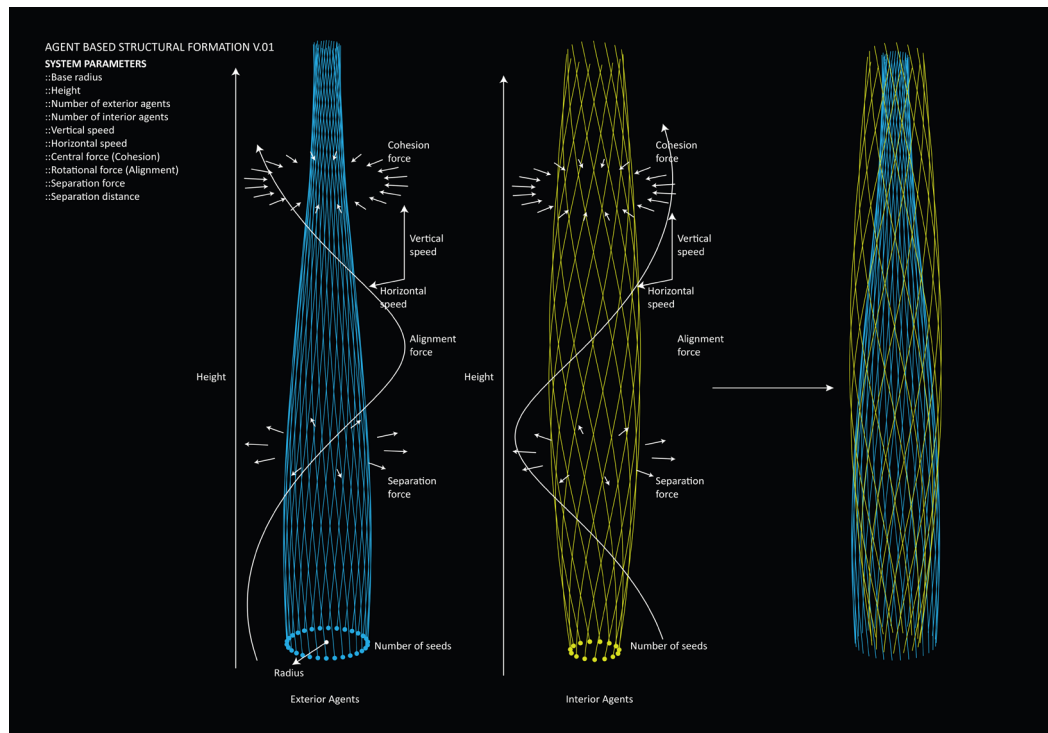 AGENT BASED STRUCTURAL FORMATION V.01
SYSTEM PARAMETERS
::Base radius
::Height
::Number of exterior agents
::Number of interior agents
::Vertical speed
::Horizontal speed
::Central force (Cohesion)
::Rotational force (Alignment)
::Separation force
::Separation distance
Cohesion
force
Vertical
speed
Horizontal
speed
Alignment
force
Height
Separation
force
Number of seeds
Radius
Exterior Agents
Cohesion
force
Vertical
speed
Horizontal
speed
Alignment
force
Height
Separation
force
Number of seeds
Interior Agents